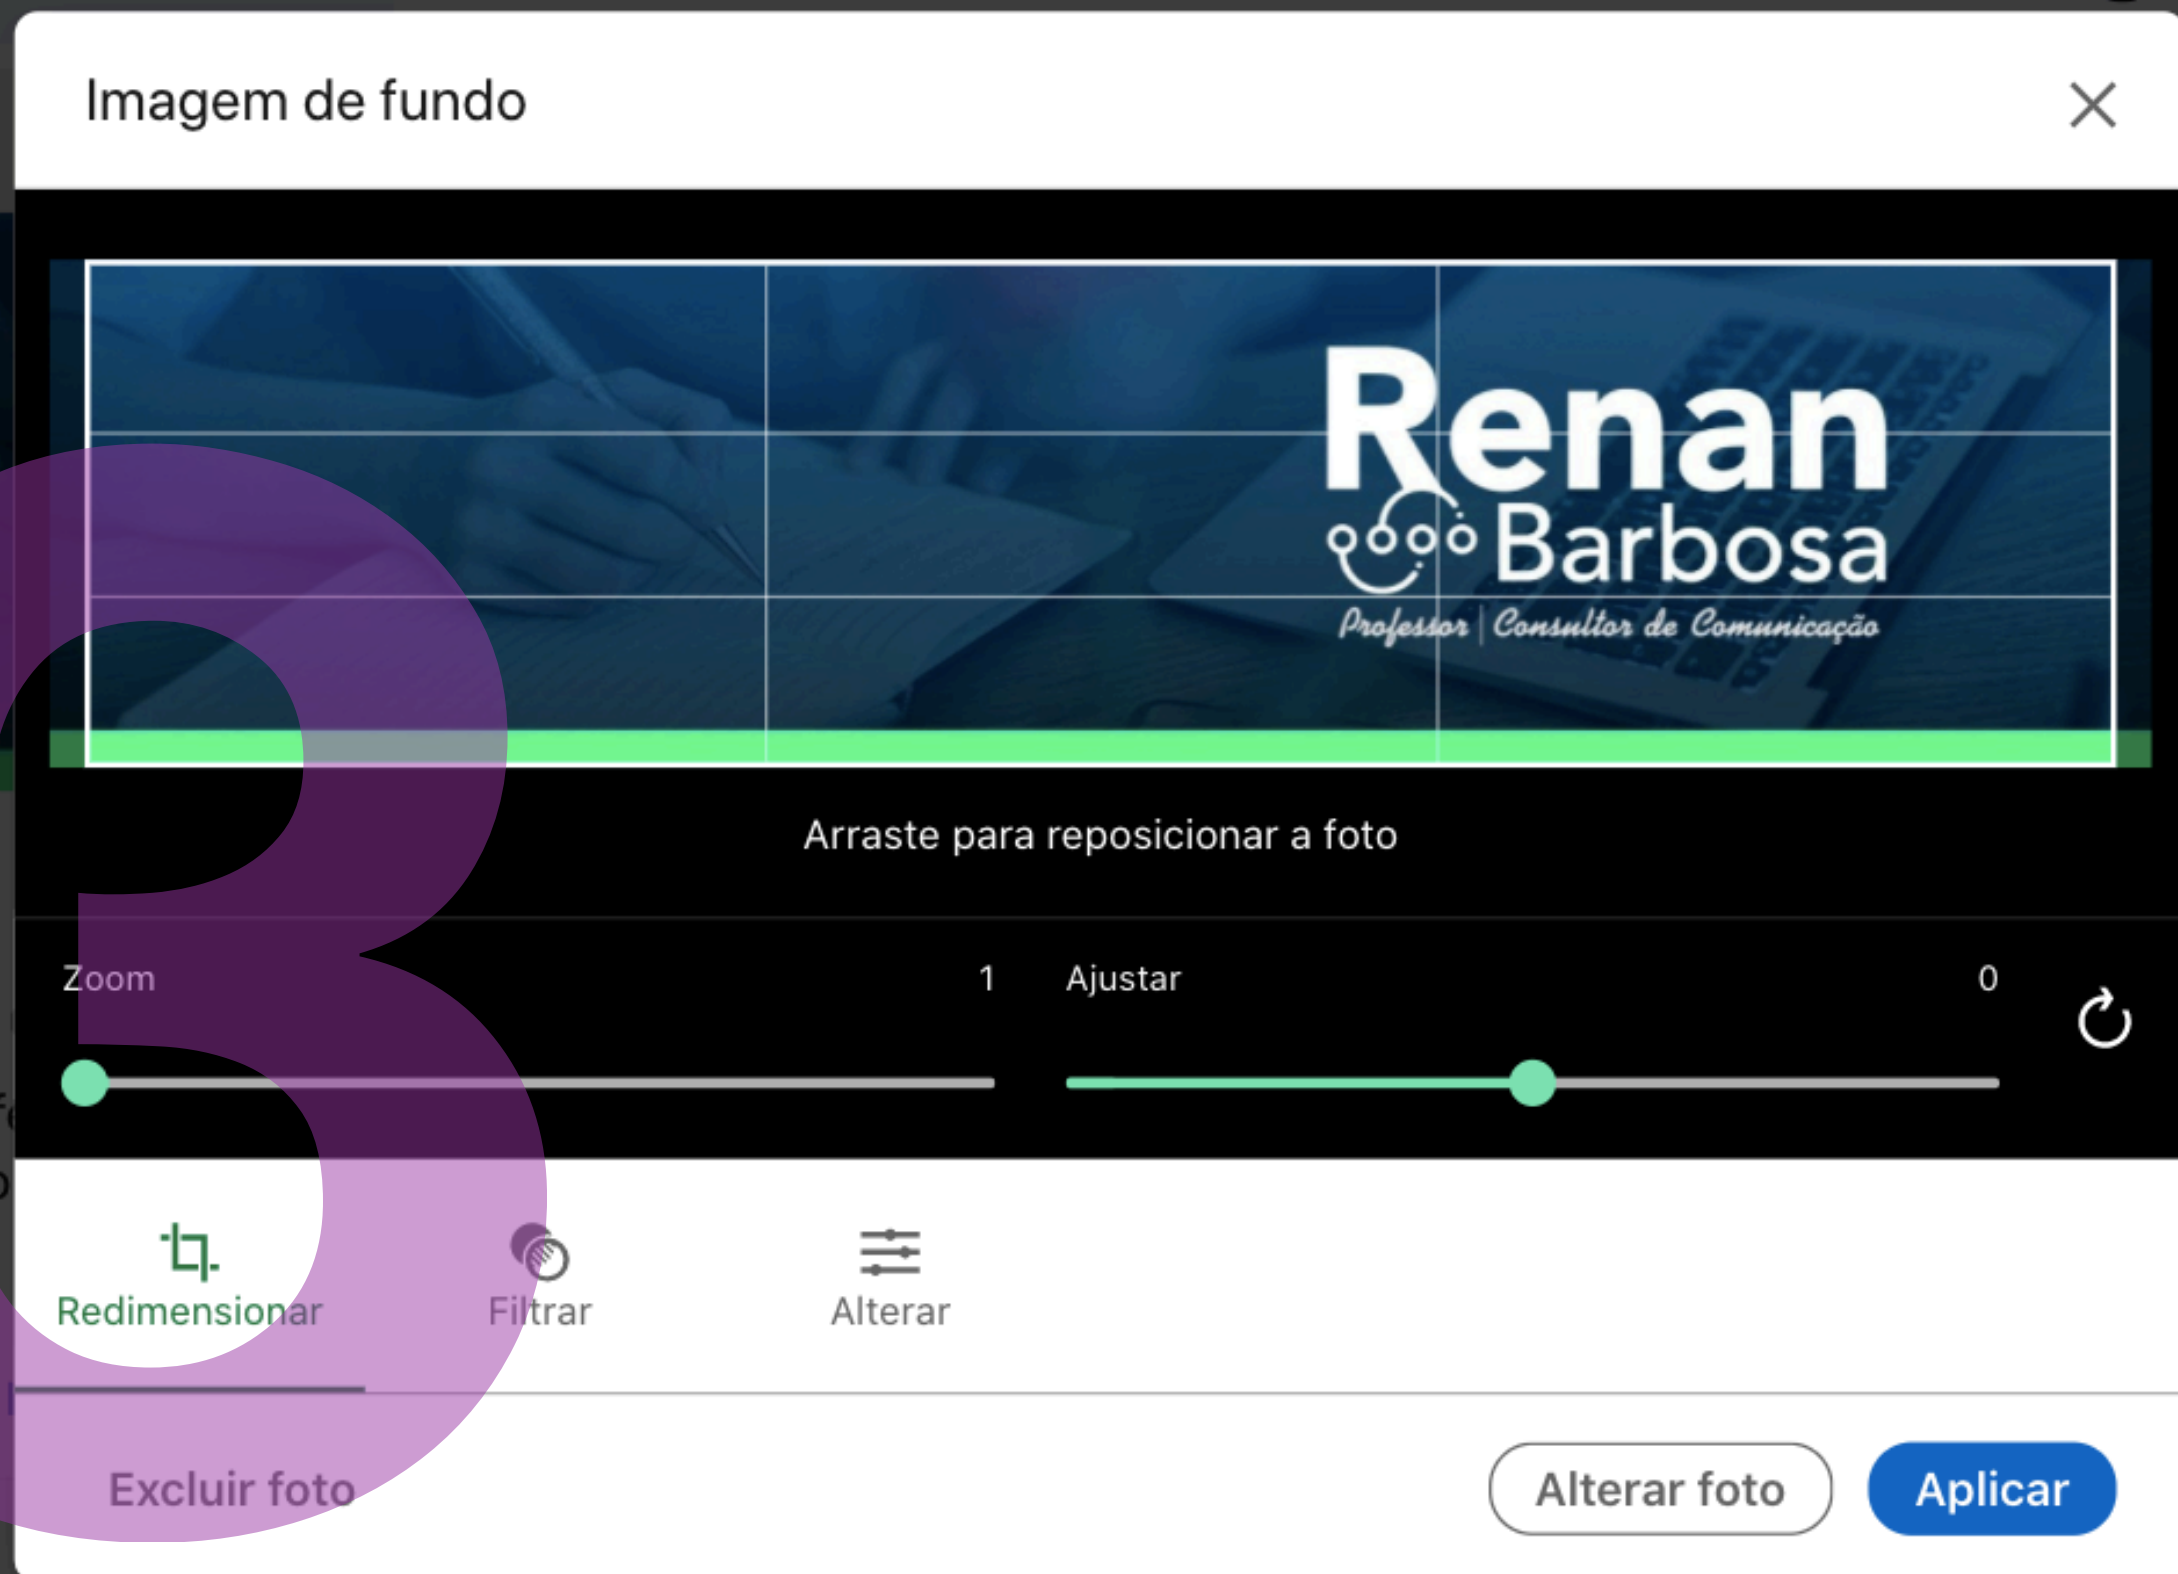 Imagem de fundo
Renan
Barbosa
Professor | Consultor de Comunicação
Arraste para reposicionar a foto
Zoom 1 Ajustar 0
Redimensionar Filtrar Alterar
Excluir foto Alterar foto Aplicar
3